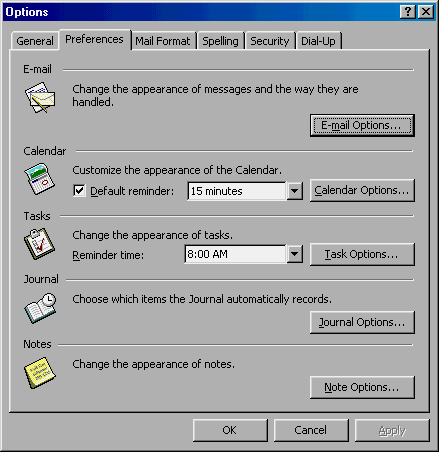 Options
General Preferences Mail Format Spelling Security Dial-Up
E-mail
Change the appearance of messages and the way they are
handled.
E-mail Options...
Calendar
Customize the appearance of the Calendar.
Default reminder: 15 minutes Calendar Options...
Tasks
Change the appearance of tasks.
Reminder time: 8:00 AM Task Options...
Journal
Choose which items the Journal automatically records.
Journal Options...
Notes
Change the appearance of notes.
Note Options...
OK Cancel Apply